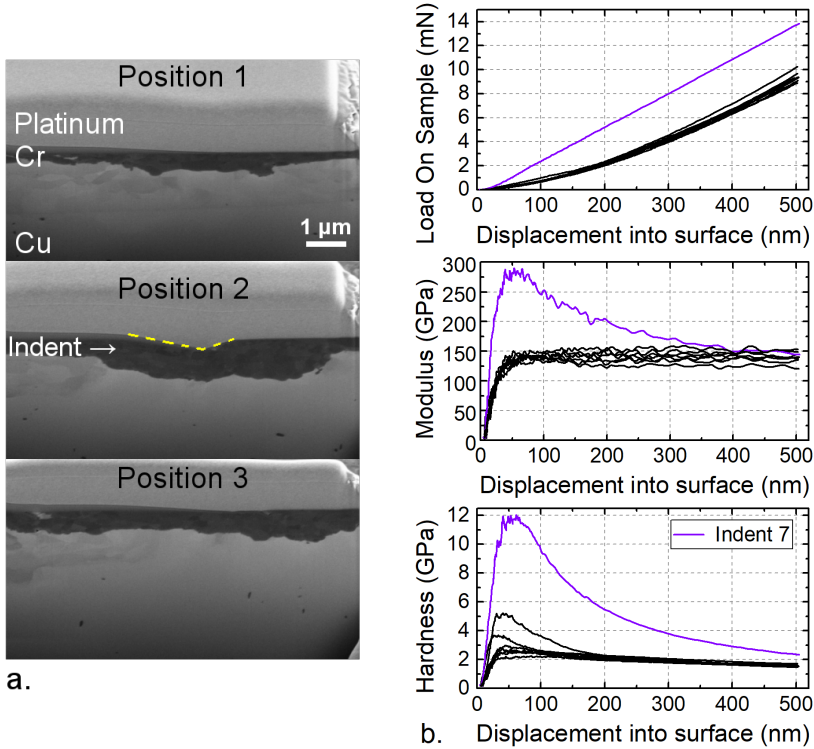 Position 1
Platinum
Cr
1 µm
Cu
Position 2
Indent →
Position 3
a.
Load On Sample (mN)
14
12
10
8
6
4
2
0
0 100 200 300 400 500
Displacement into surface (nm)
Modulus (GPa)
300
250
200
150
100
50
0
0 100 200 300 400 500
Displacement into surface (nm)
Hardness (GPa)
12
10
8
6
4
2
0
Indent 7
0 100 200 300 400 500
Displacement into surface (nm)
b.